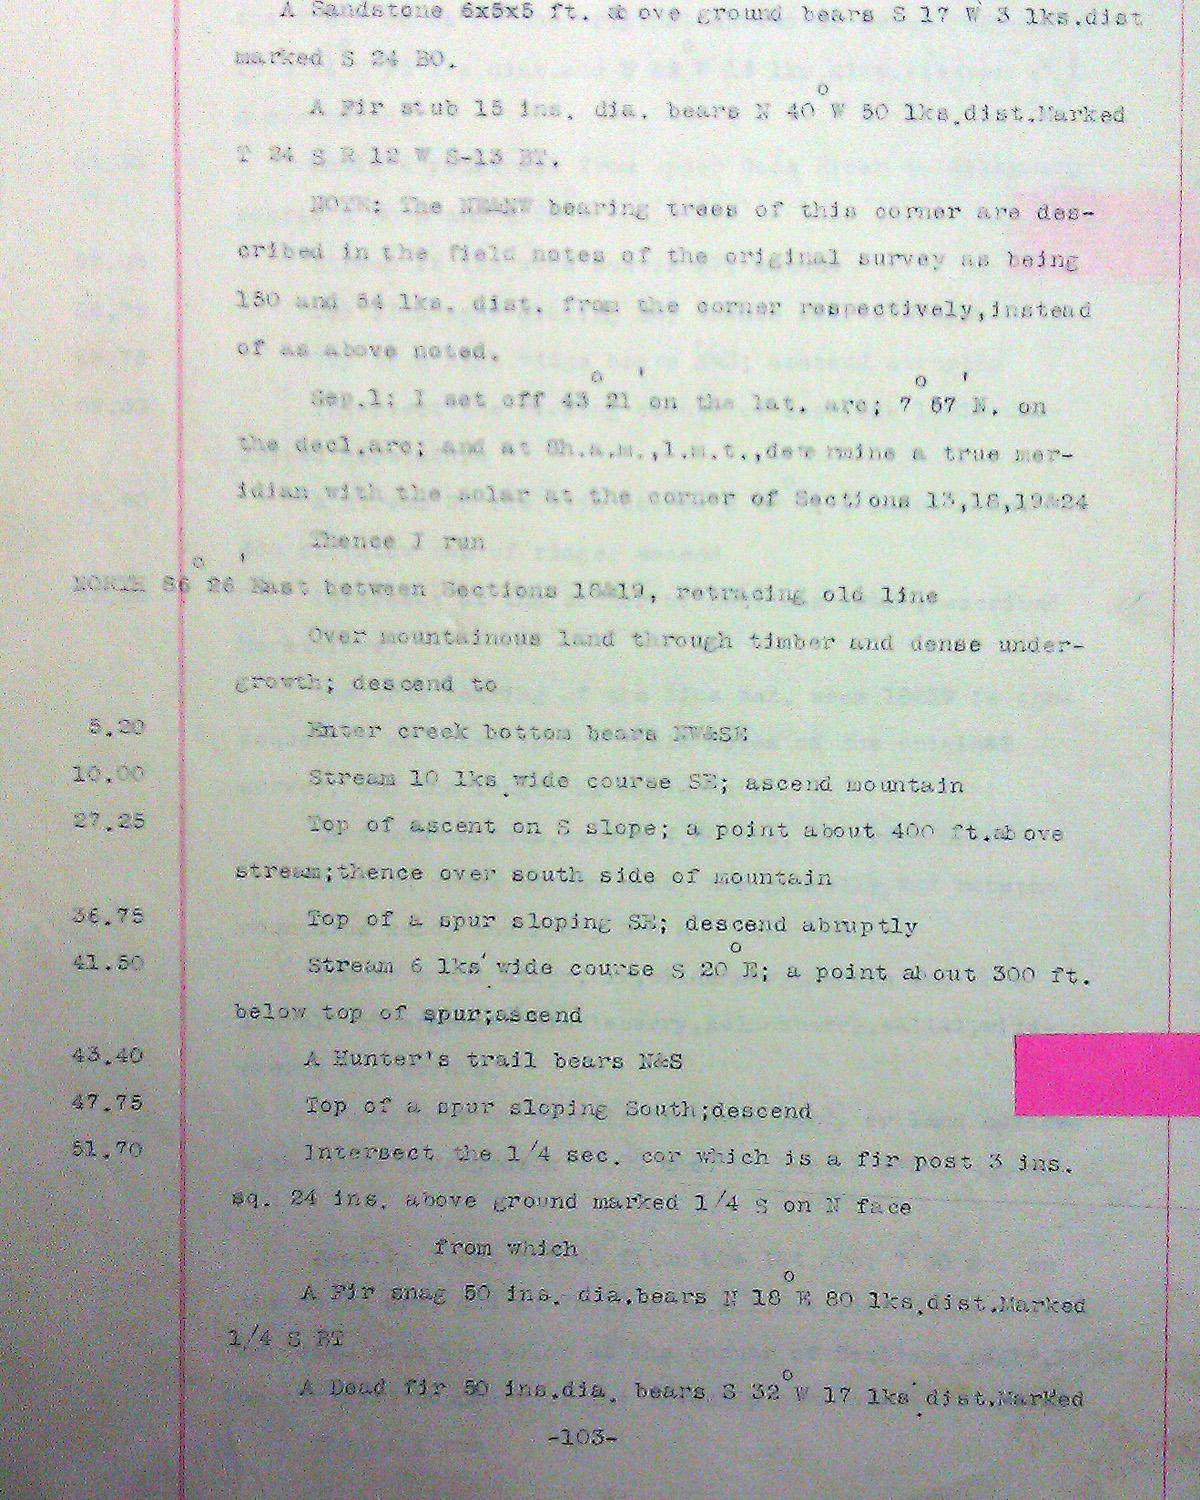 A Sandstone 6x5x5 ft. above ground bears S 17 W 3 lks.dist
marked S 24 BO.
A Fir stub 15 ins. dia. bears N 40° W 50 lks.dist.Marked
T 24 S R 12 W S-13 BT.
NOTE: The NE&NW bearing trees of this corner are des-
cribed in the field notes of the original survey as being
150 and 54 lks. dist. from the corner respectively,instead
of as above noted.
Sep.1: I set off 43° 21' on the lat. arc; 7° 57' N. on
the decl.arc; and at 8h.a.m.,l.m.t.,determine a true mer-
idian with the solar at the corner of Sections 13,18,19&24
Thence I run
NORTH 86° 26' East between Sections 18&19, retracing old line
Over mountainous land through timber and dense under-
growth; descend to
5.20 Enter creek bottom bears NW&SE
10.00 Stream 10 lks wide course SE; ascend mountain
27.25 Top of ascent on S slope; a point about 400 ft.above
stream;thence over south side of mountain
36.75 Top of a spur sloping SE; descend abruptly
41.50 Stream 6 lks wide course S 20° E; a point about 300 ft.
below top of spur;ascend
43.40 A Hunter's trail bears N&S
47.75 Top of a spur sloping South;descend
51.70 Intersect the 1/4 sec. cor which is a fir post 3 ins.
sq. 24 ins. above ground marked 1/4 S on N face
from which
A Fir snag 50 ins. dia.bears N 18° E 80 lks.dist.Marked
1/4 S BT
A Dead fir 50 ins.dia. bears S 32° W 17 lks dist.Marked
-103-